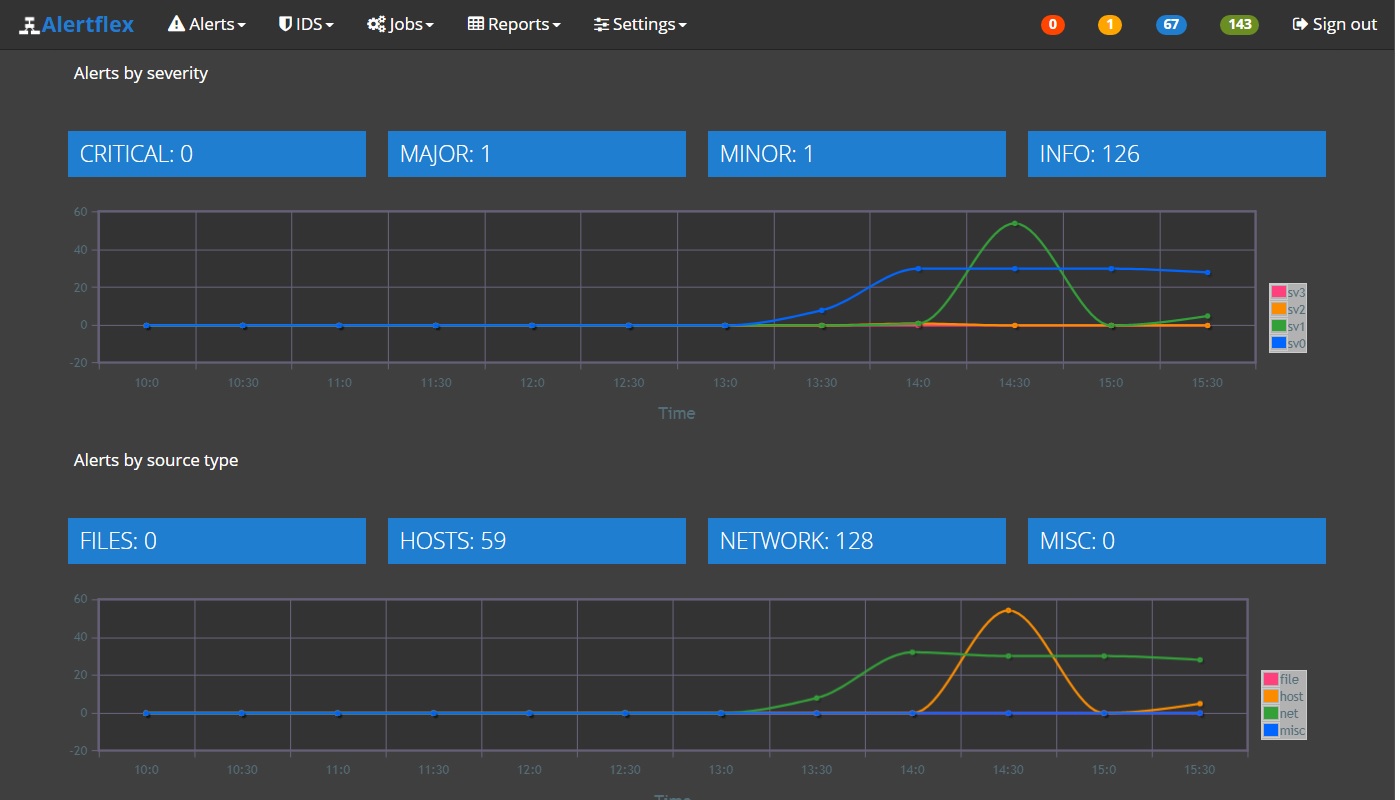 Alertflex Alerts IDS Jobs Reports Settings 0 1 67 143 Sign out
Alerts by severity
CRITICAL: 0 MAJOR: 1 MINOR: 1 INFO: 126
60
40
20
0
-20
10:0 10:30 11:0 11:30 12:0 12:30 13:0 13:30 14:0 14:30 15:0 15:30
Time
sv3
sv2
sv1
sv0
Alerts by source type
FILES: 0 HOSTS: 59 NETWORK: 128 MISC: 0
60
40
20
0
-20
10:0 10:30 11:0 11:30 12:0 12:30 13:0 13:30 14:0 14:30 15:0 15:30
Time
file
host
net
misc